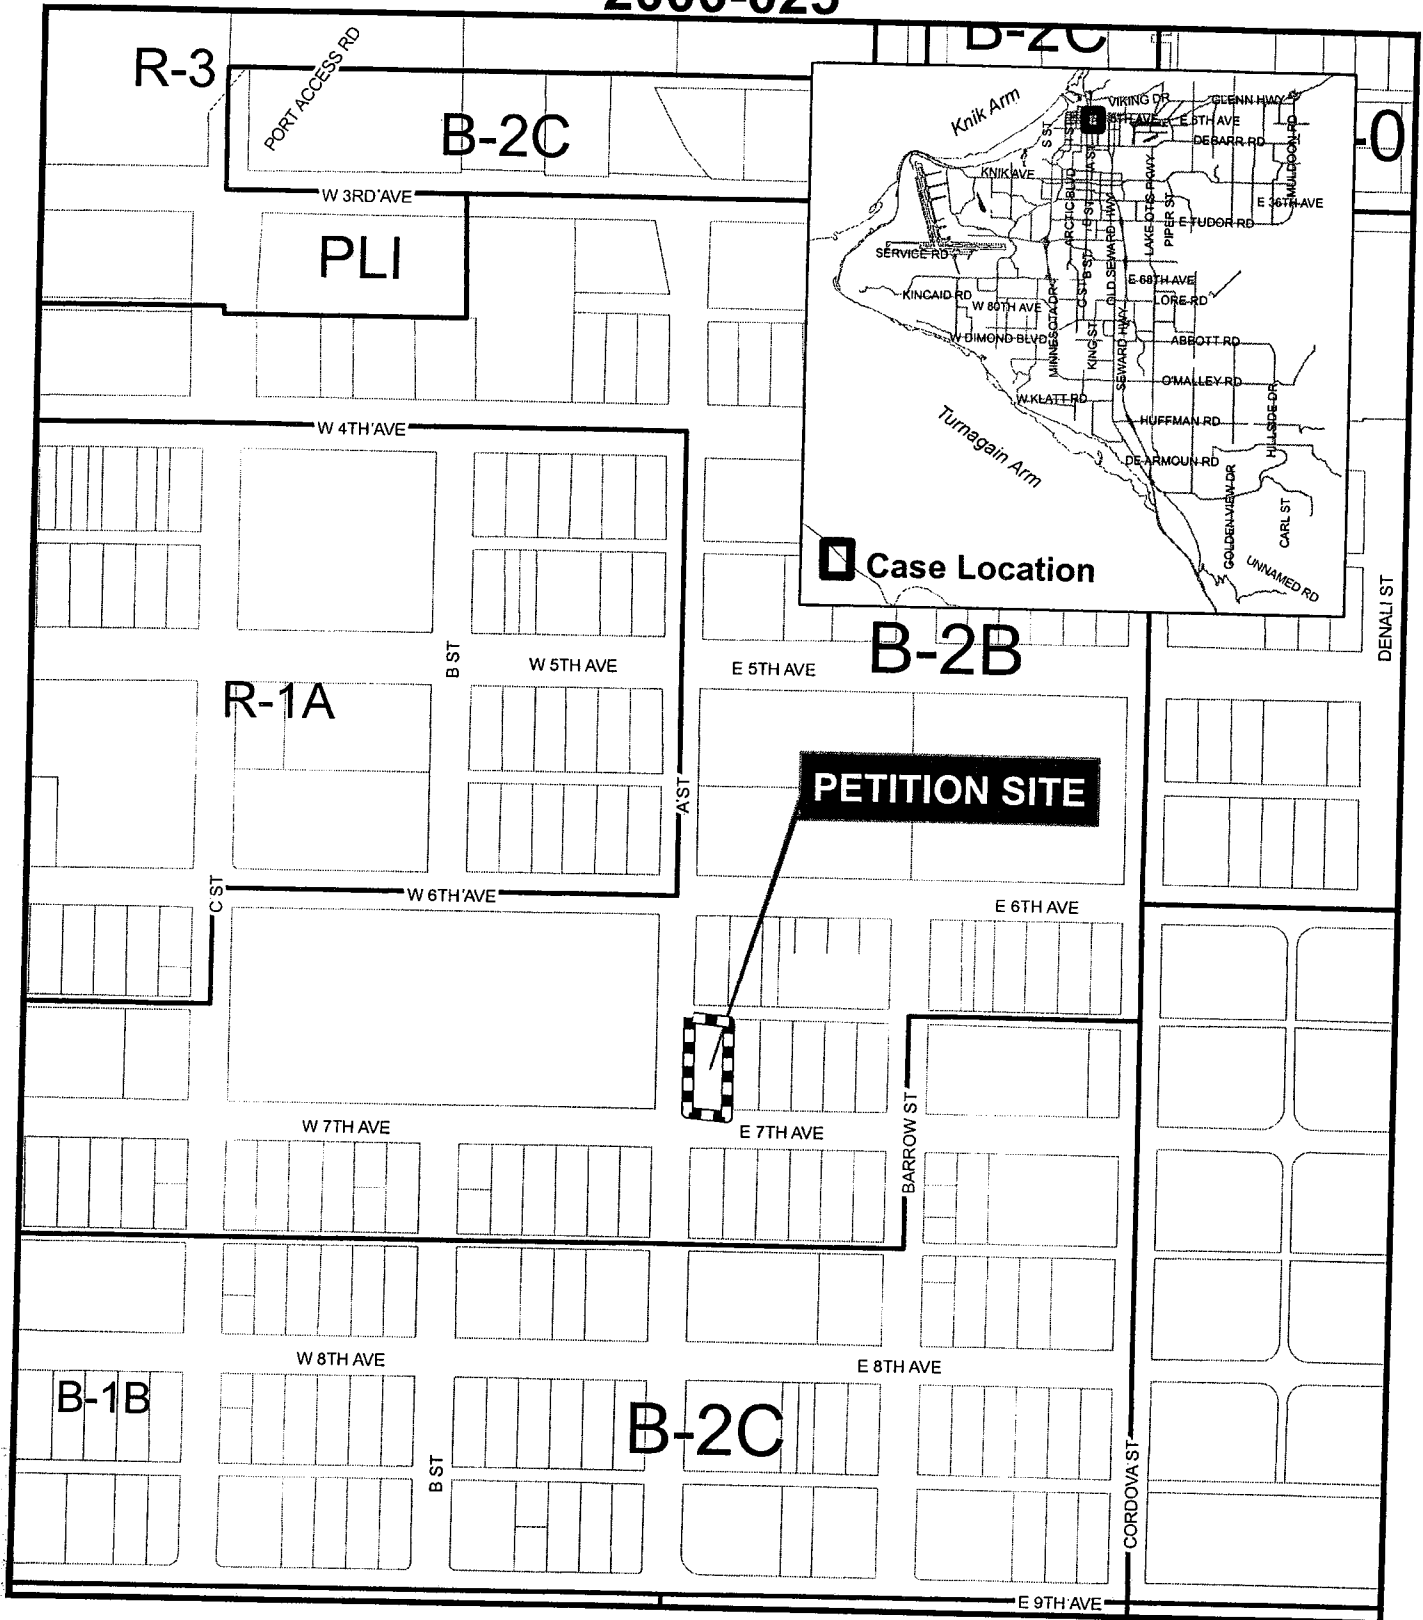 R-3
PORT ACCESS RD
B-2C
B-2C
-0
W 3RD AVE
PLI
W 4TH AVE
Knik Arm
VIKING DR
GLENN HWY
E 5TH AVE
DEBARR RD
S ST
KNIK AVE
MULDOON RD
ARCTIC BLVD
A ST
LAKE OTIS PKWY
PIPER ST
E 36TH AVE
E TUDOR RD
SERVICE RD
OLD SEWARD HWY
E 68TH AVE
KINCAID RD
LORE RD
W 80TH AVE
C ST
B ST
W DIMOND BLVD
MINNESOTA DR
KING ST
SEWARD HWY
ABBOTT RD
O'MALLEY RD
W KLATT RD
HUFFMAN RD
HILLSIDE DR
Turnagain Arm
DE ARMOUN RD
GOLDEN VIEW DR
CARL ST
UNNAMED RD
Case Location
DENALI ST
B-2B
B ST
W 5TH AVE
E 5TH AVE
R-1A
PETITION SITE
A ST
C ST
W 6TH AVE
E 6TH AVE
W 7TH AVE
E 7TH AVE
BARROW ST
W 8TH AVE
E 8TH AVE
B-1B
B-2C
B ST
CORDOVA ST
E 9TH AVE